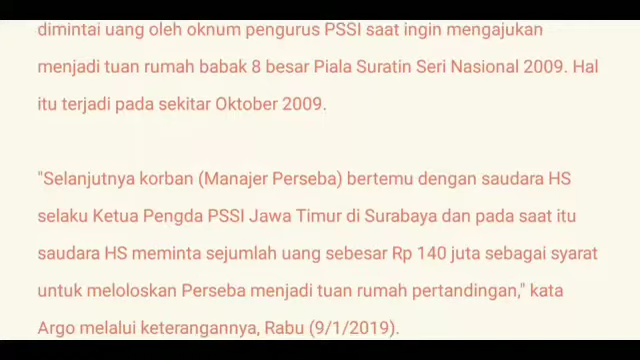 dimintai uang oleh oknum pengurus PSSI saat ingin mengajukan
menjadi tuan rumah babak 8 besar Piala Suratin Seri Nasional 2009. Hal
itu terjadi pada sekitar Oktober 2009.
"Selanjutnya korban (Manajer Perseba) bertemu dengan saudara HS
selaku Ketua Pengda PSSI Jawa Timur di Surabaya dan pada saat itu
saudara HS meminta sejumlah uang sebesar Rp 140 juta sebagai syarat
untuk meloloskan Perseba menjadi tuan rumah pertandingan," kata
Argo melalui keterangannya, Rabu (9/1/2019).